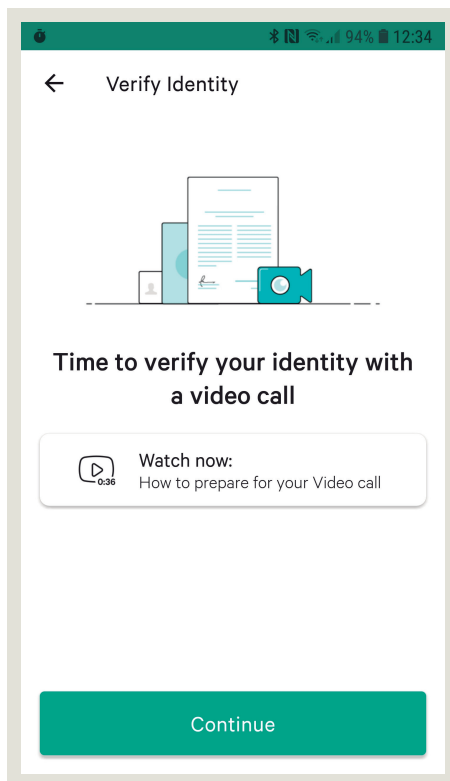 94% 12:34
Verify Identity
Time to verify your identity with
a video call
0:36
Watch now:
How to prepare for your Video call
Continue